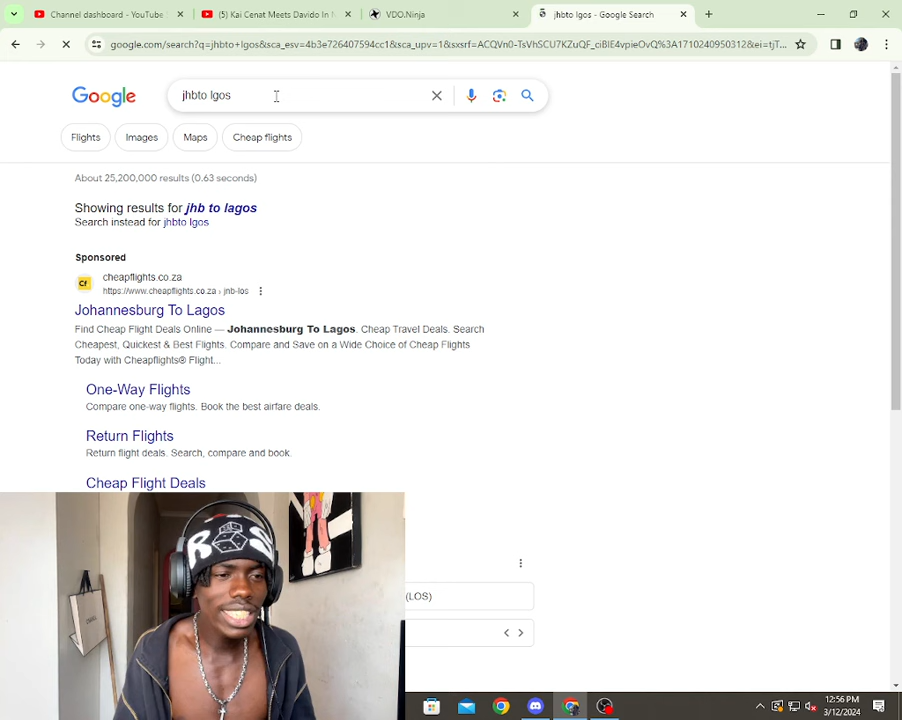 Channel dashboard - YouTube
(5) Kai Cenat Meets Davido In
VDO.Ninja
jhbto lgos - Google Search
google.com/search?q=jhbto+lgos&sca_esv=4b3e726407594cc1&sca_upv=1&sxsrf=ACQVn0-TsVhSCU7KZuQF_ciBlE4vpieOvQ%3A1710240950312&ei=tjT...
Google
jhbto lgos
Flights
Images
Maps
Cheap flights
About 25,200,000 results (0.63 seconds)
Showing results for jhb to lagos
Search instead for jhbto lgos
Sponsored
Cf
cheapflights.co.za
https://www.cheapflights.co.za › jnb-los
Johannesburg To Lagos
Find Cheap Flight Deals Online — Johannesburg To Lagos. Cheap Travel Deals. Search
Cheapest, Quickest & Best Flights. Compare and Save on a Wide Choice of Cheap Flights
Today with Cheapflights® Flight...
One-Way Flights
Compare one-way flights. Book the best airfare deals.
Return Flights
Return flight deals. Search, compare and book.
Cheap Flight Deals
(LOS)
12:56 PM
3/12/2024